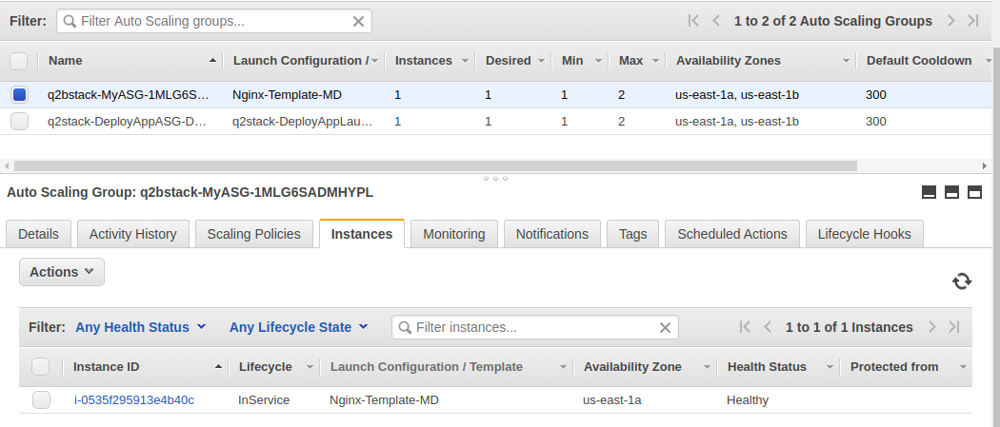 Filter: Filter Auto Scaling groups... 1 to 2 of 2 Auto Scaling Groups
Name Launch Configuration / Instances Desired Min Max Availability Zones Default Cooldown
q2bstack-MyASG-1MLG6S... Nginx-Template-MD 1 1 1 2 us-east-1a, us-east-1b 300
q2stack-DeployAppASG-D... q2stack-DeployAppLau... 1 1 1 2 us-east-1a, us-east-1b 300
Auto Scaling Group: q2bstack-MyASG-1MLG6SADMHYPL
Details Activity History Scaling Policies Instances Monitoring Notifications Tags Scheduled Actions Lifecycle Hooks
Actions
Filter: Any Health Status Any Lifecycle State Filter instances... 1 to 1 of 1 Instances
Instance ID Lifecycle Launch Configuration / Template Availability Zone Health Status Protected from
i-0535f295913e4b40c InService Nginx-Template-MD us-east-1a Healthy